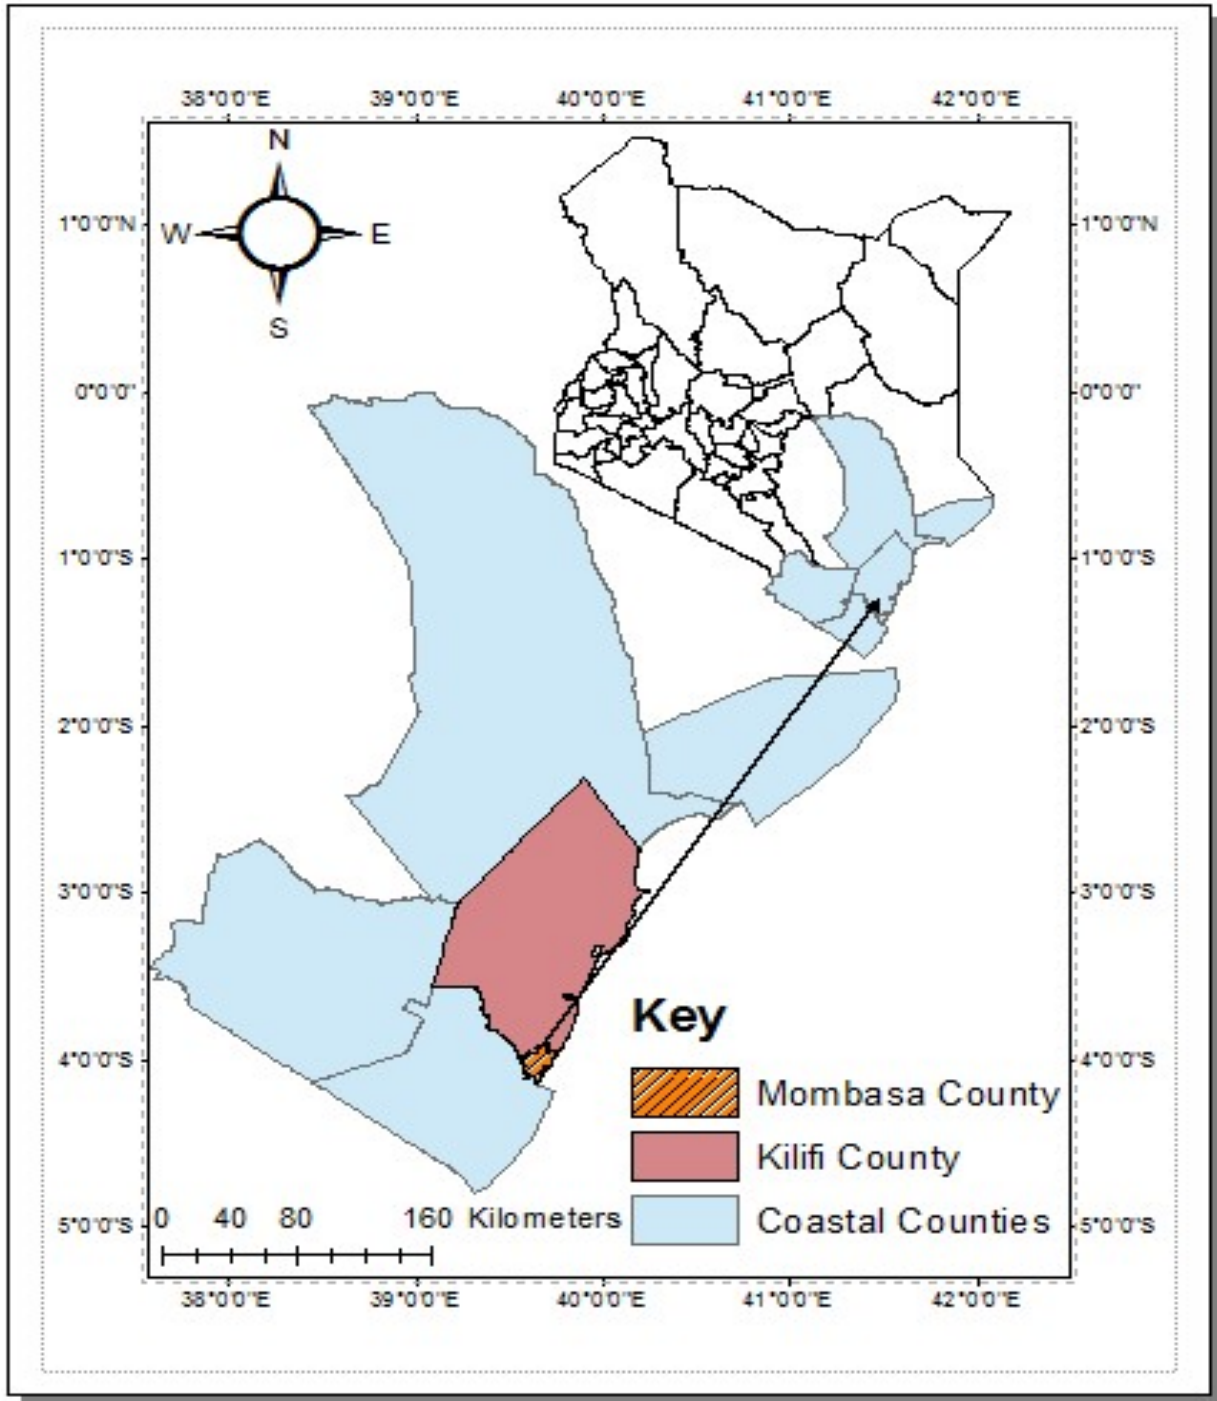 38°0'0"E 39°0'0"E 40°0'0"E 41°0'0"E 42°0'0"E
N
W E
S
1°0'0"N 1°0'0"N
0°0'0" 0°0'0"
1°0'0"S 1°0'0"S
2°0'0"S 2°0'0"S
3°0'0"S 3°0'0"S
Key
4°0'0"S 4°0'0"S
Mombasa County
Kilifi County
Coastal Counties
0 40 80 160 Kilometers
5°0'0"S 5°0'0"S
38°0'0"E 39°0'0"E 40°0'0"E 41°0'0"E 42°0'0"E